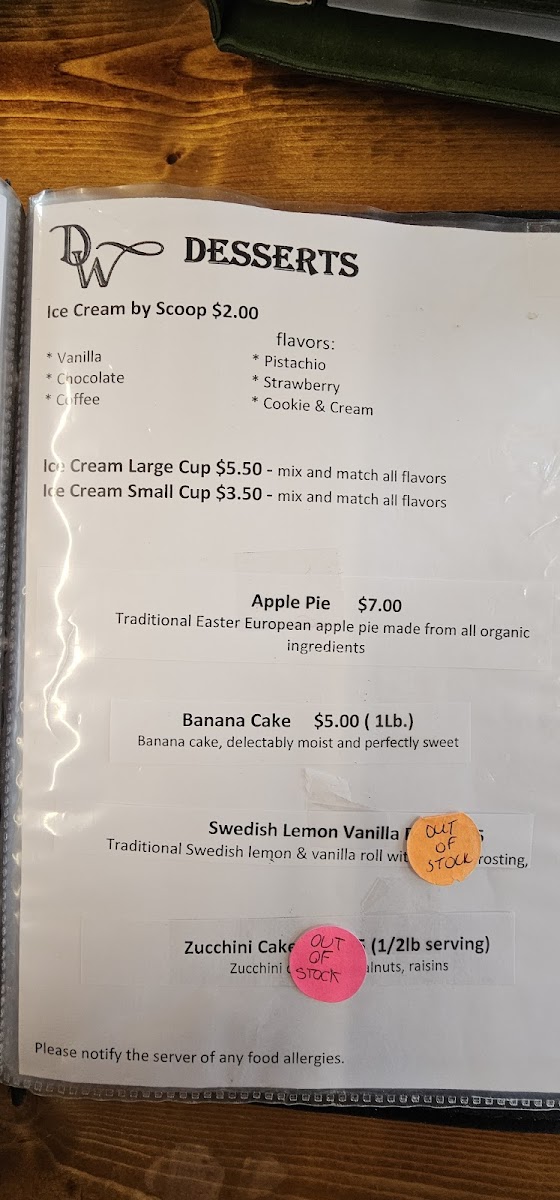 DW DESSERTS
Ice Cream by Scoop $2.00
flavors:
* Vanilla
* Chocolate
* Coffee
* Pistachio
* Strawberry
* Cookie & Cream
Ice Cream Large Cup $5.50 - mix and match all flavors
Ice Cream Small Cup $3.50 - mix and match all flavors
Apple Pie $7.00
Traditional Easter European apple pie made from all organic
ingredients
Banana Cake $5.00 ( 1Lb.)
Banana cake, delectably moist and perfectly sweet
Swedish Lemon Vanilla
Traditional Swedish lemon & vanilla roll
OUT
OF
STOCK
Zucchini Cake (1/2lb serving)
Zucchini raisins
OUT
OF
STOCK
Please notify the server of any food allergies.